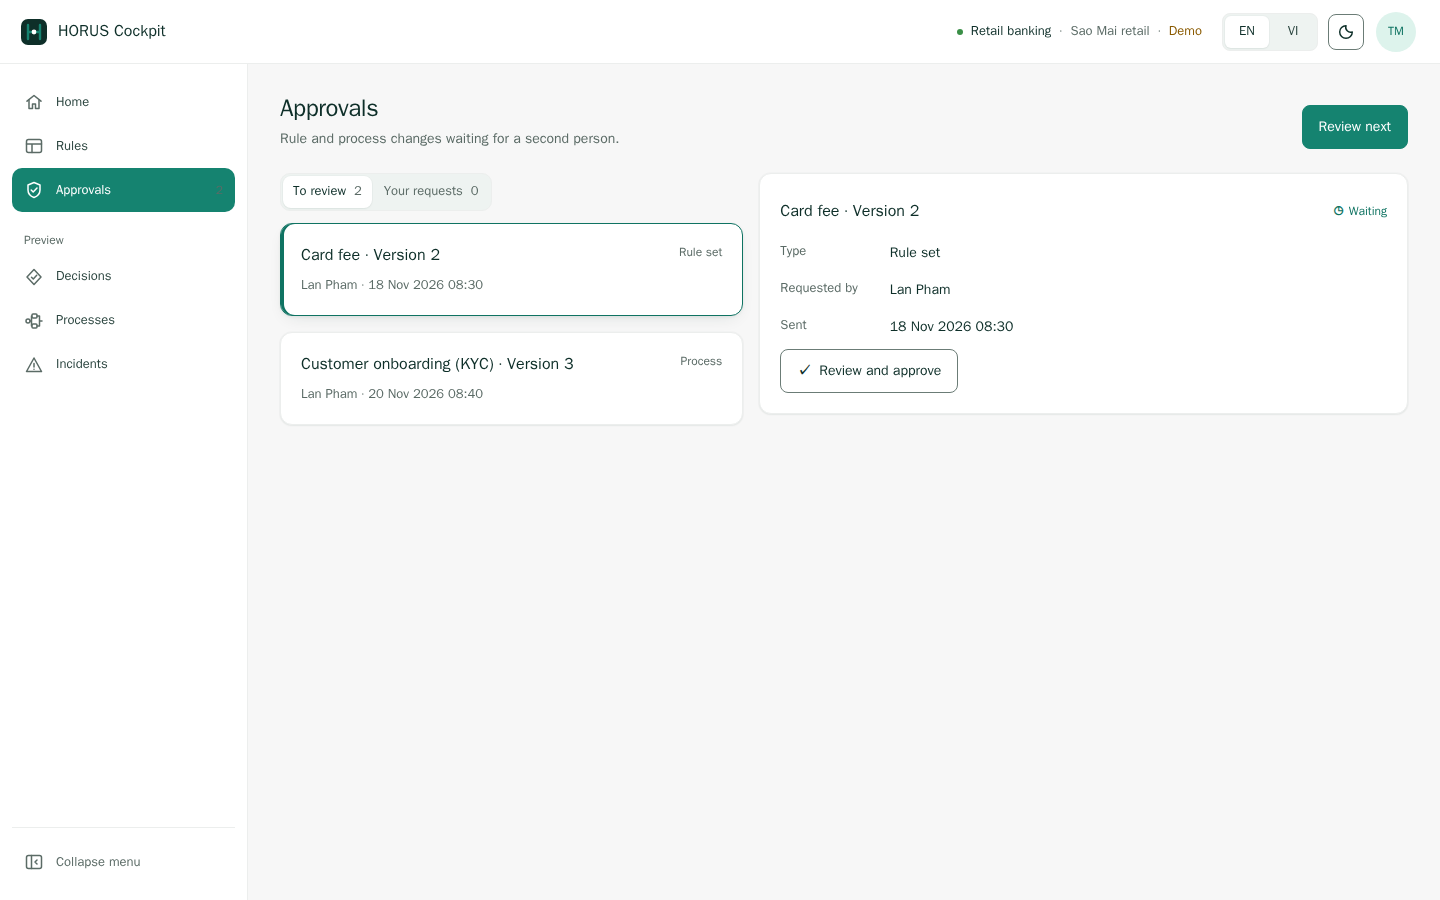 HORUS Cockpit
Retail banking · Sao Mai retail · Demo
EN
VI
TM
Home
Rules
Approvals
Preview
Decisions
Processes
Incidents
Collapse menu
Approvals
Rule and process changes waiting for a second person.
Review next
To review 2
Your requests 0
Card fee · Version 2
Rule set
Lan Pham · 18 Nov 2026 08:30
Customer onboarding (KYC) · Version 3
Process
Lan Pham · 20 Nov 2026 08:40
Card fee · Version 2
Waiting
Type
Rule set
Requested by
Lan Pham
Sent
18 Nov 2026 08:30
✓ Review and approve